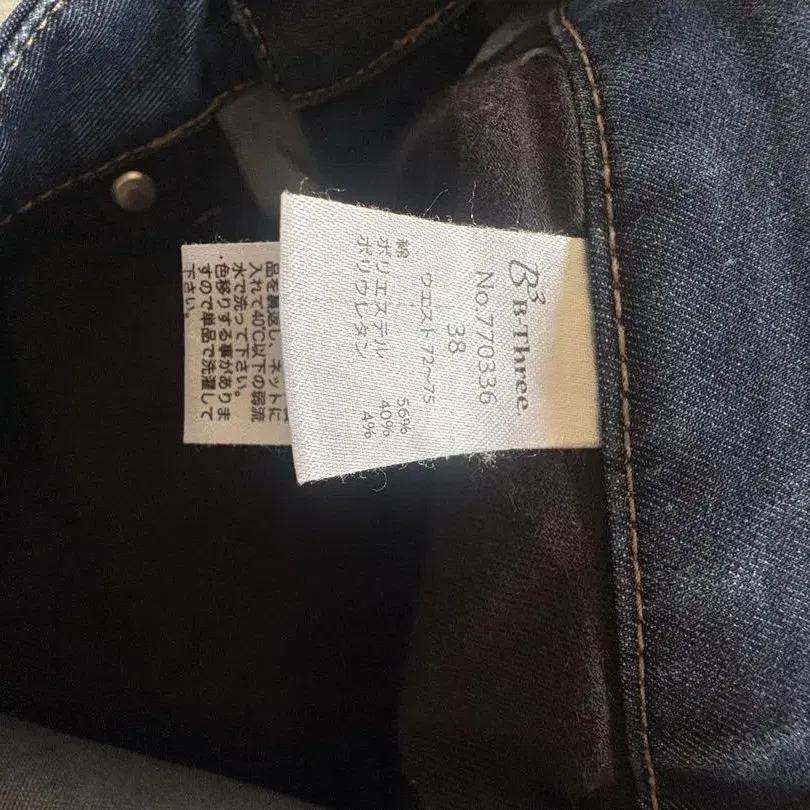 B³ B-Three
No.770336
38
ウエスト 72~75
綿 56%
ポリエステル 40%
ポリウレタン 4%
品を裏返し、ネットに
入れて40℃以下の弱流
水で洗って下さい。
・色移りする事がありま
すので単品で洗濯して
下さい。